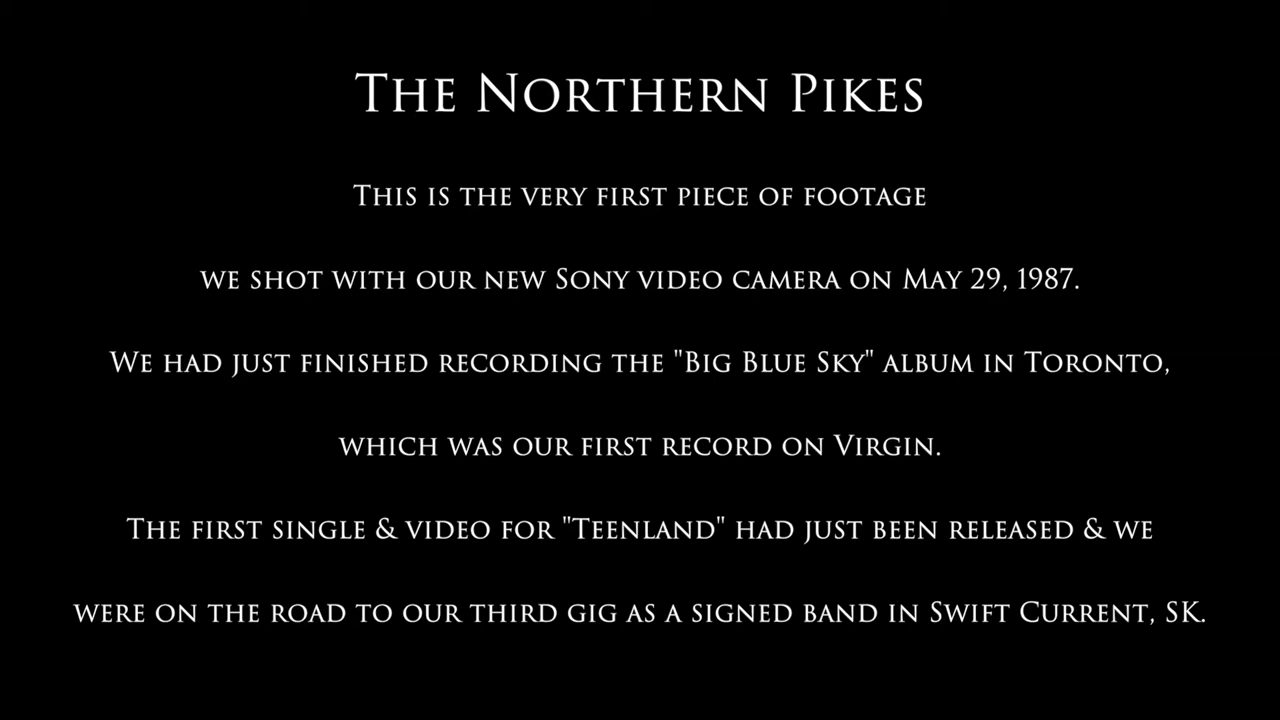 The Northern Pikes
This is the very first piece of footage
we shot with our new Sony video camera on May 29, 1987.
We had just finished recording the "Big Blue Sky" album in Toronto,
which was our first record on Virgin.
The first single & video for "Teenland" had just been released & we
were on the road to our third gig as a signed band in Swift Current, SK.